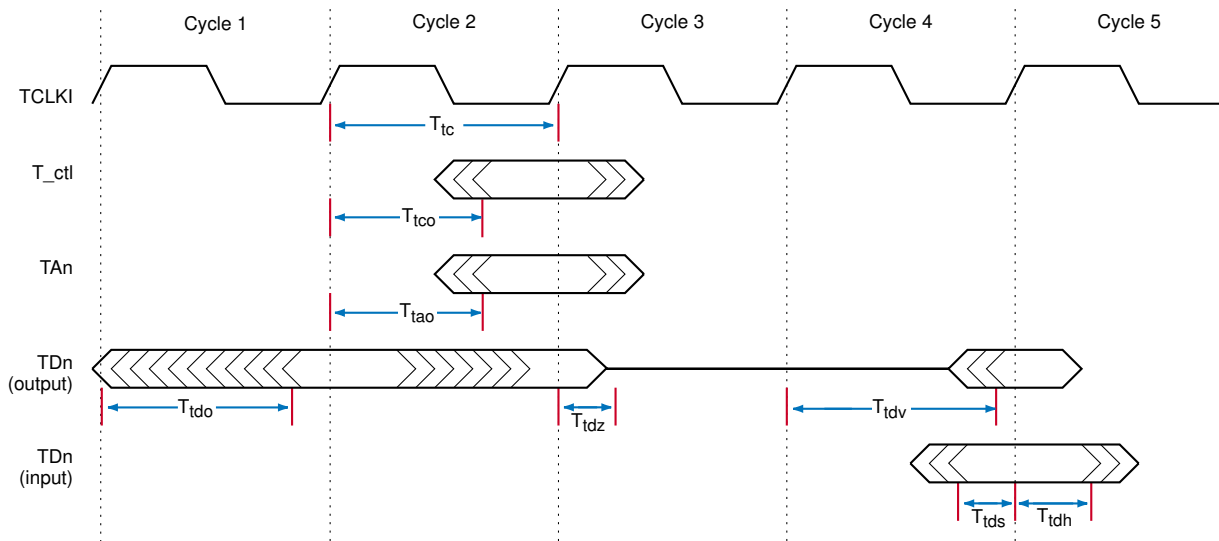 Cycle 1 Cycle 2 Cycle 3 Cycle 4 Cycle 5
TCLKI
Ttc
T_ctl
Ttco
TAn
Ttao
TDn
(output)
Ttdo Ttdz Ttdv
TDn
(input)
Ttds Ttdh